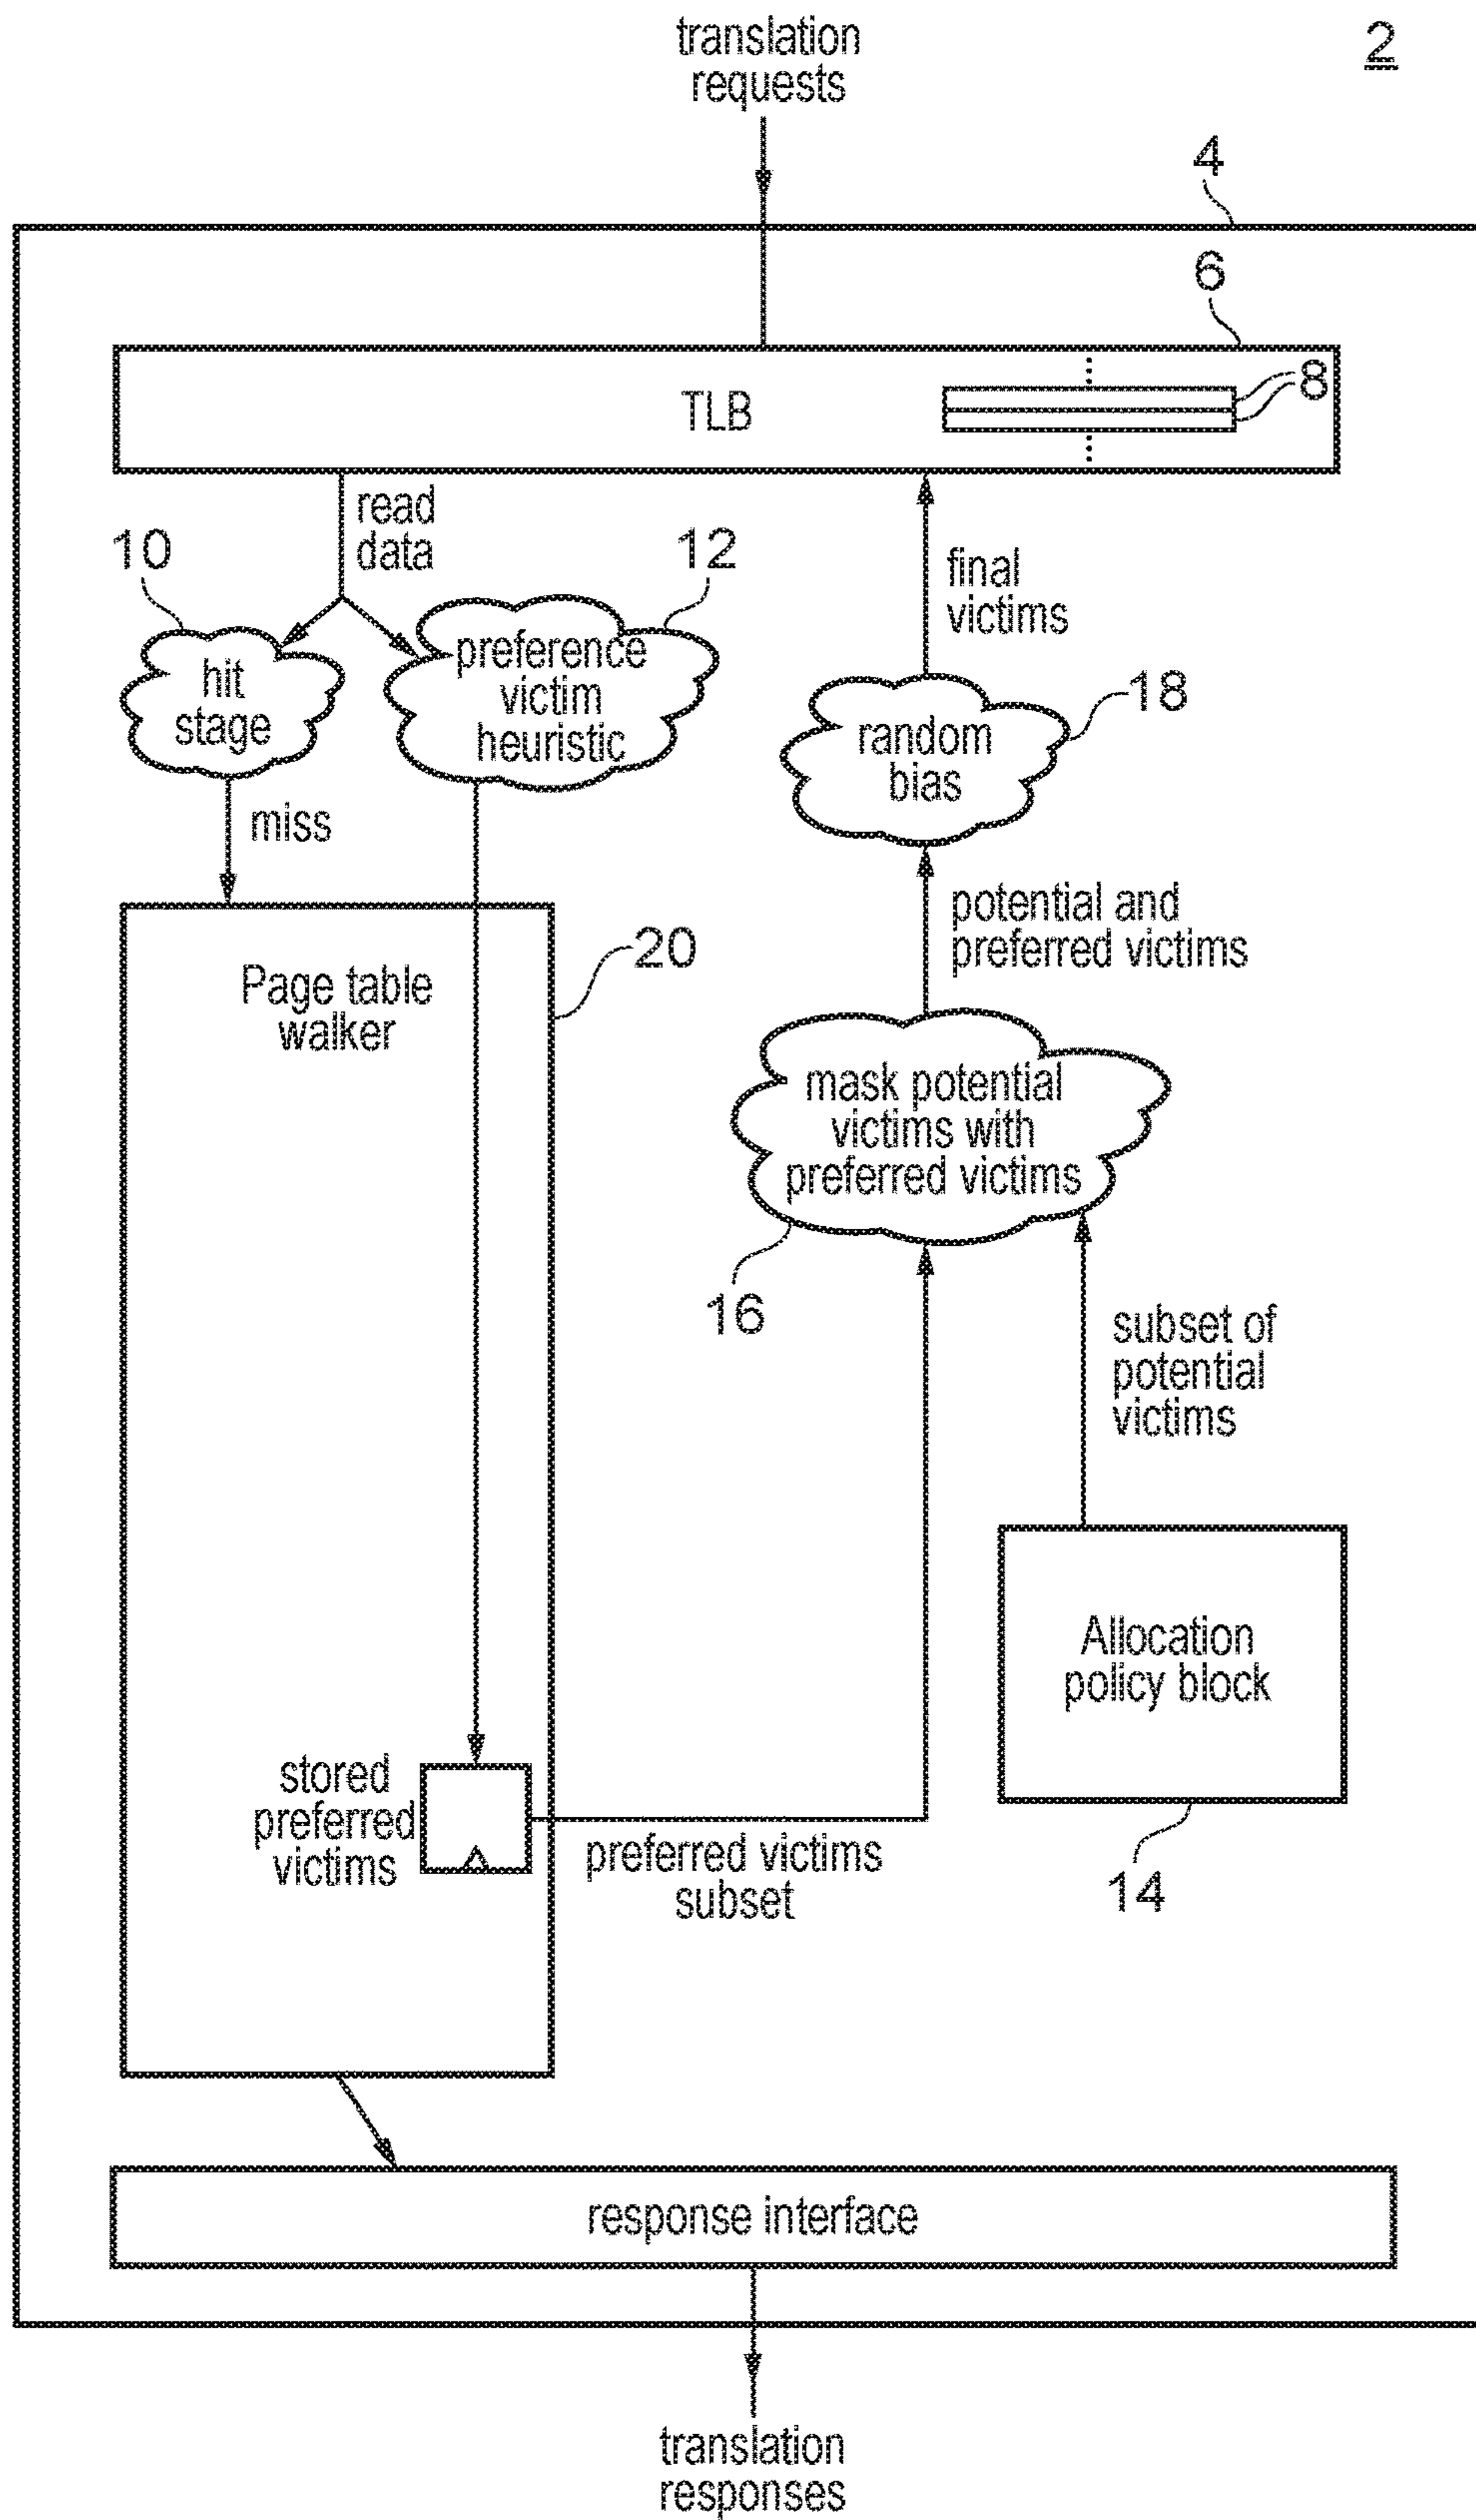 translation
requests
2
4
6
TLB
8
read
data
10
12
final
victims
hit
stage
preference
victim
heuristic
18
random
bias
miss
potential and
preferred victims
20
Page table
walker
mask potential
victims with
preferred victims
16
subset of
potential
victims
Allocation
policy block
stored
preferred
victims
preferred victims
subset
14
response interface
translation
responses